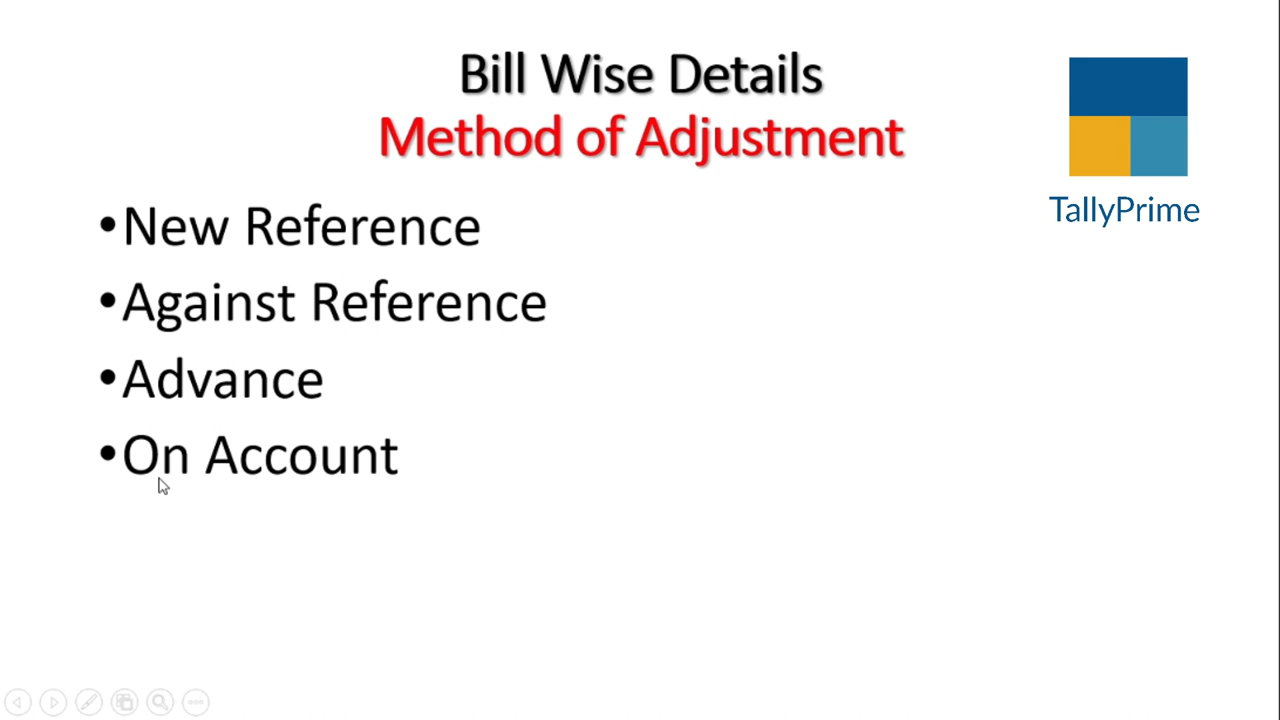 Bill Wise Details
Method of Adjustment
TallyPrime
•New Reference
•Against Reference
•Advance
•On Account